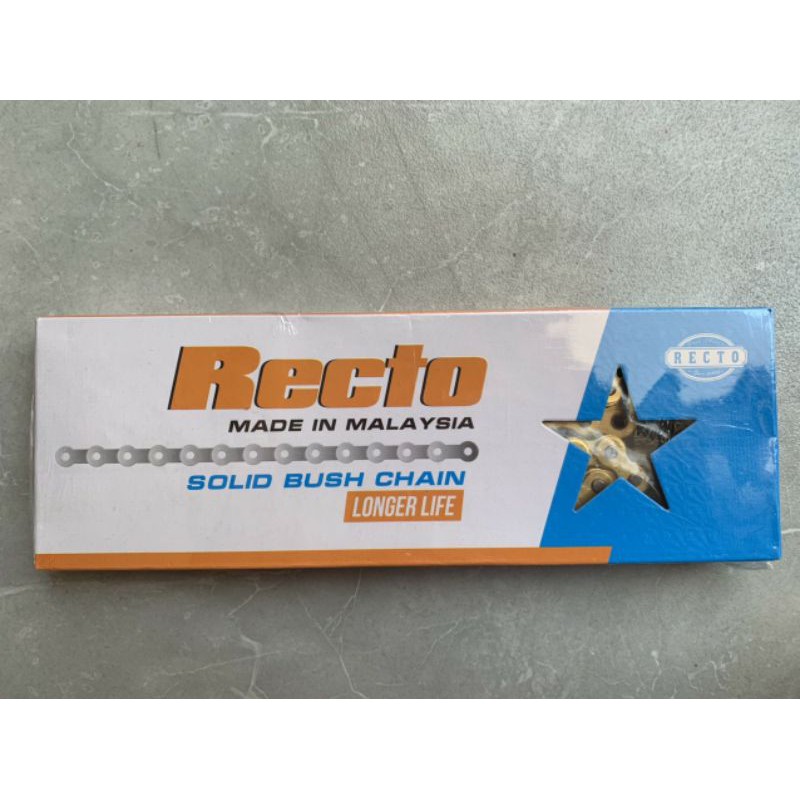 Recto
MADE IN MALAYSIA
SOLID BUSH CHAIN
LONGER LIFE
RECTO